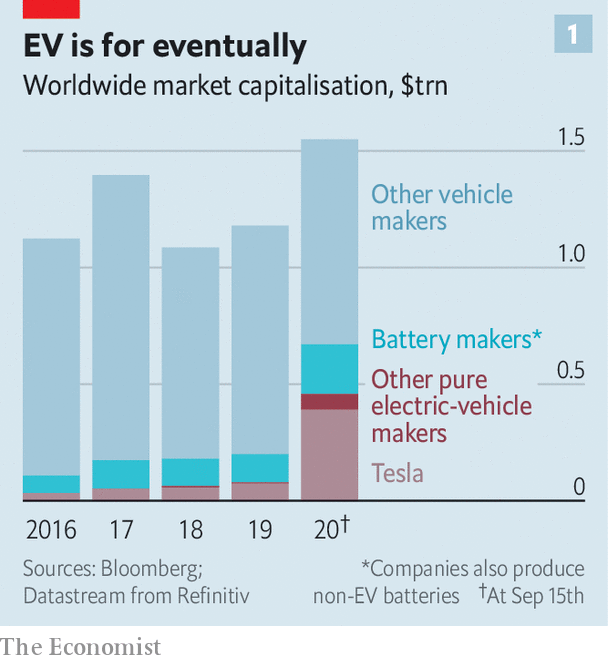 EV is for eventually
1
Worldwide market capitalisation, $trn
1.5
Other vehicle
makers
1.0
Battery makers*
0.5
Other pure
electric-vehicle
makers
Tesla
0
2016 17 18 19 20†
Sources: Bloomberg;
Datastream from Refinitiv
*Companies also produce
non-EV batteries †At Sep 15th
The Economist